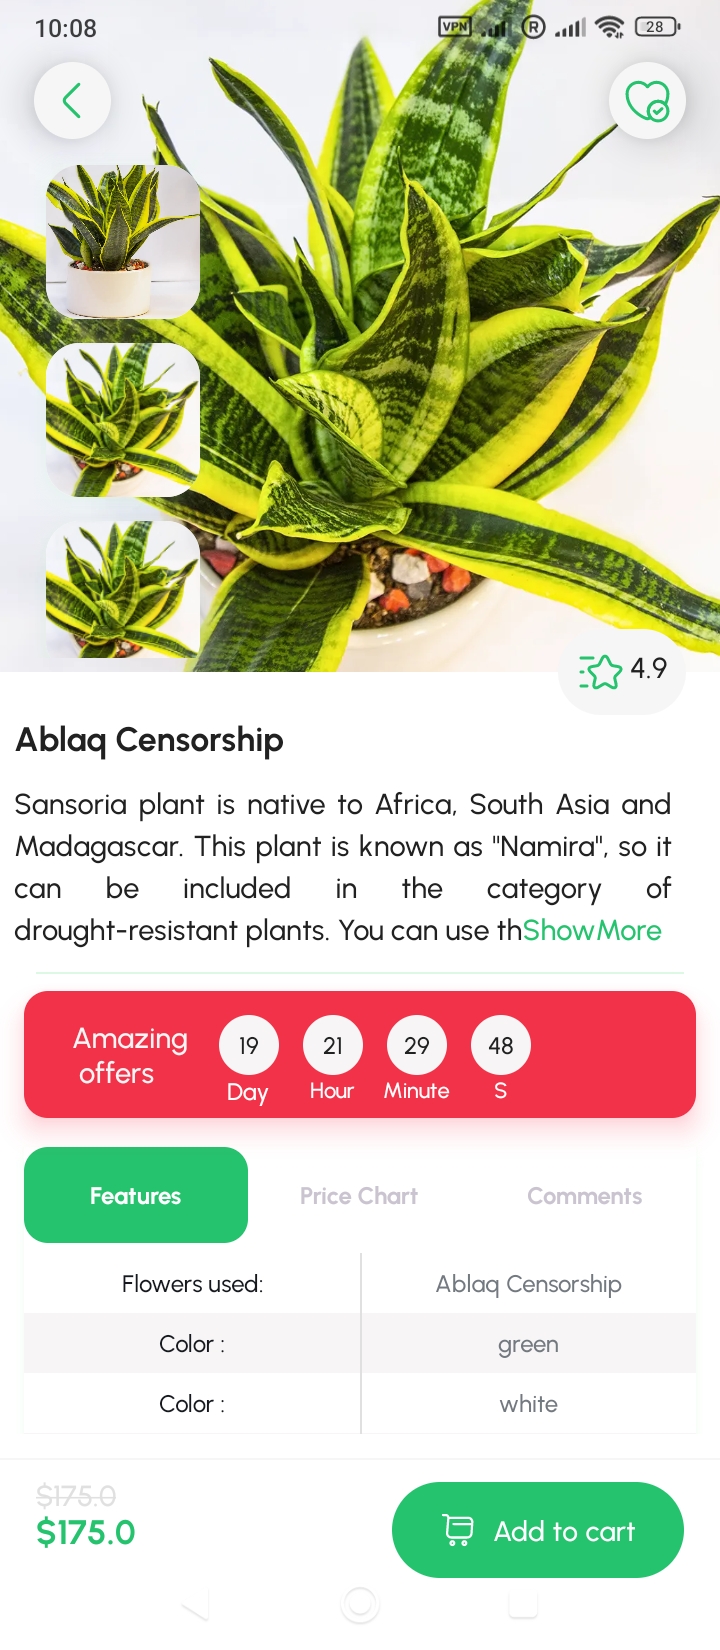 10:08
VPN
R
28
4.9
Ablaq Censorship
Sansoria plant is native to Africa, South Asia and
Madagascar. This plant is known as "Namira", so it
can be included in the category of
drought-resistant plants. You can use thShowMore
Amazing
offers
19 21 29 48
Day Hour Minute S
Features Price Chart Comments
Flowers used: Ablaq Censorship
Color : green
Color : white
$175.0
$175.0
Add to cart